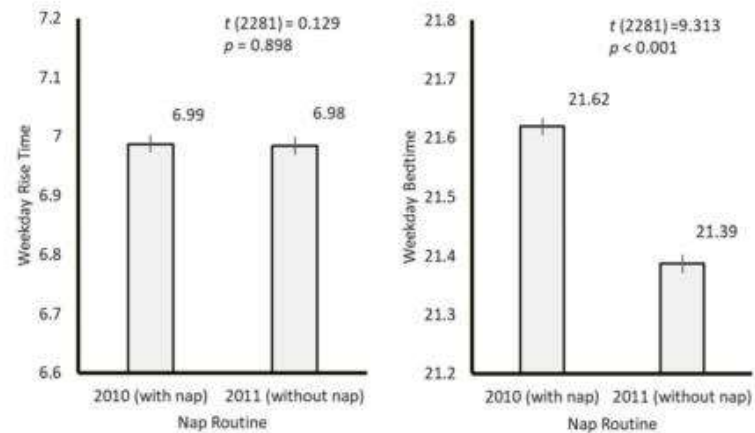 t (2281) = 0.129
p = 0.898
7.2
7.1
7
6.9
6.8
6.7
6.6
Weekday Rise Time
6.99
6.98
2010 (with nap) 2011 (without nap)
Nap Routine
t (2281) =9.313
p < 0.001
21.8
21.7
21.6
21.5
21.4
21.3
21.2
Weekday Bedtime
21.62
21.39
2010 (with nap) 2011 (without nap)
Nap Routine